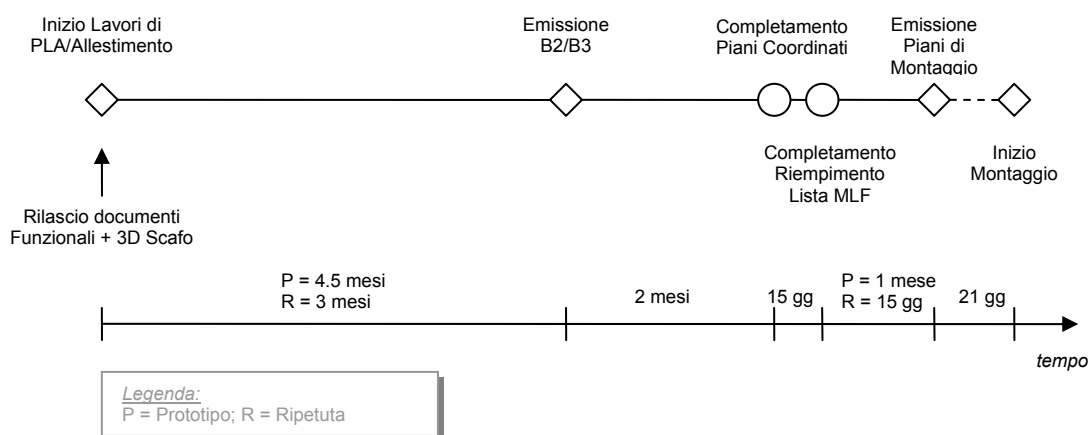 Inizio Lavori di
PLA/Allestimento
Emissione
B2/B3
Completamento
Piani Coordinati
Emissione
Piani di
Montaggio
Completamento
Riempimento
Lista MLF
Inizio
Montaggio
Rilascio documenti
Funzionali + 3D Scafo
P = 4.5 mesi
R = 3 mesi
2 mesi
15 gg
P = 1 mese
R = 15 gg
21 gg
tempo
Legenda:
P = Prototipo; R = Ripetuta